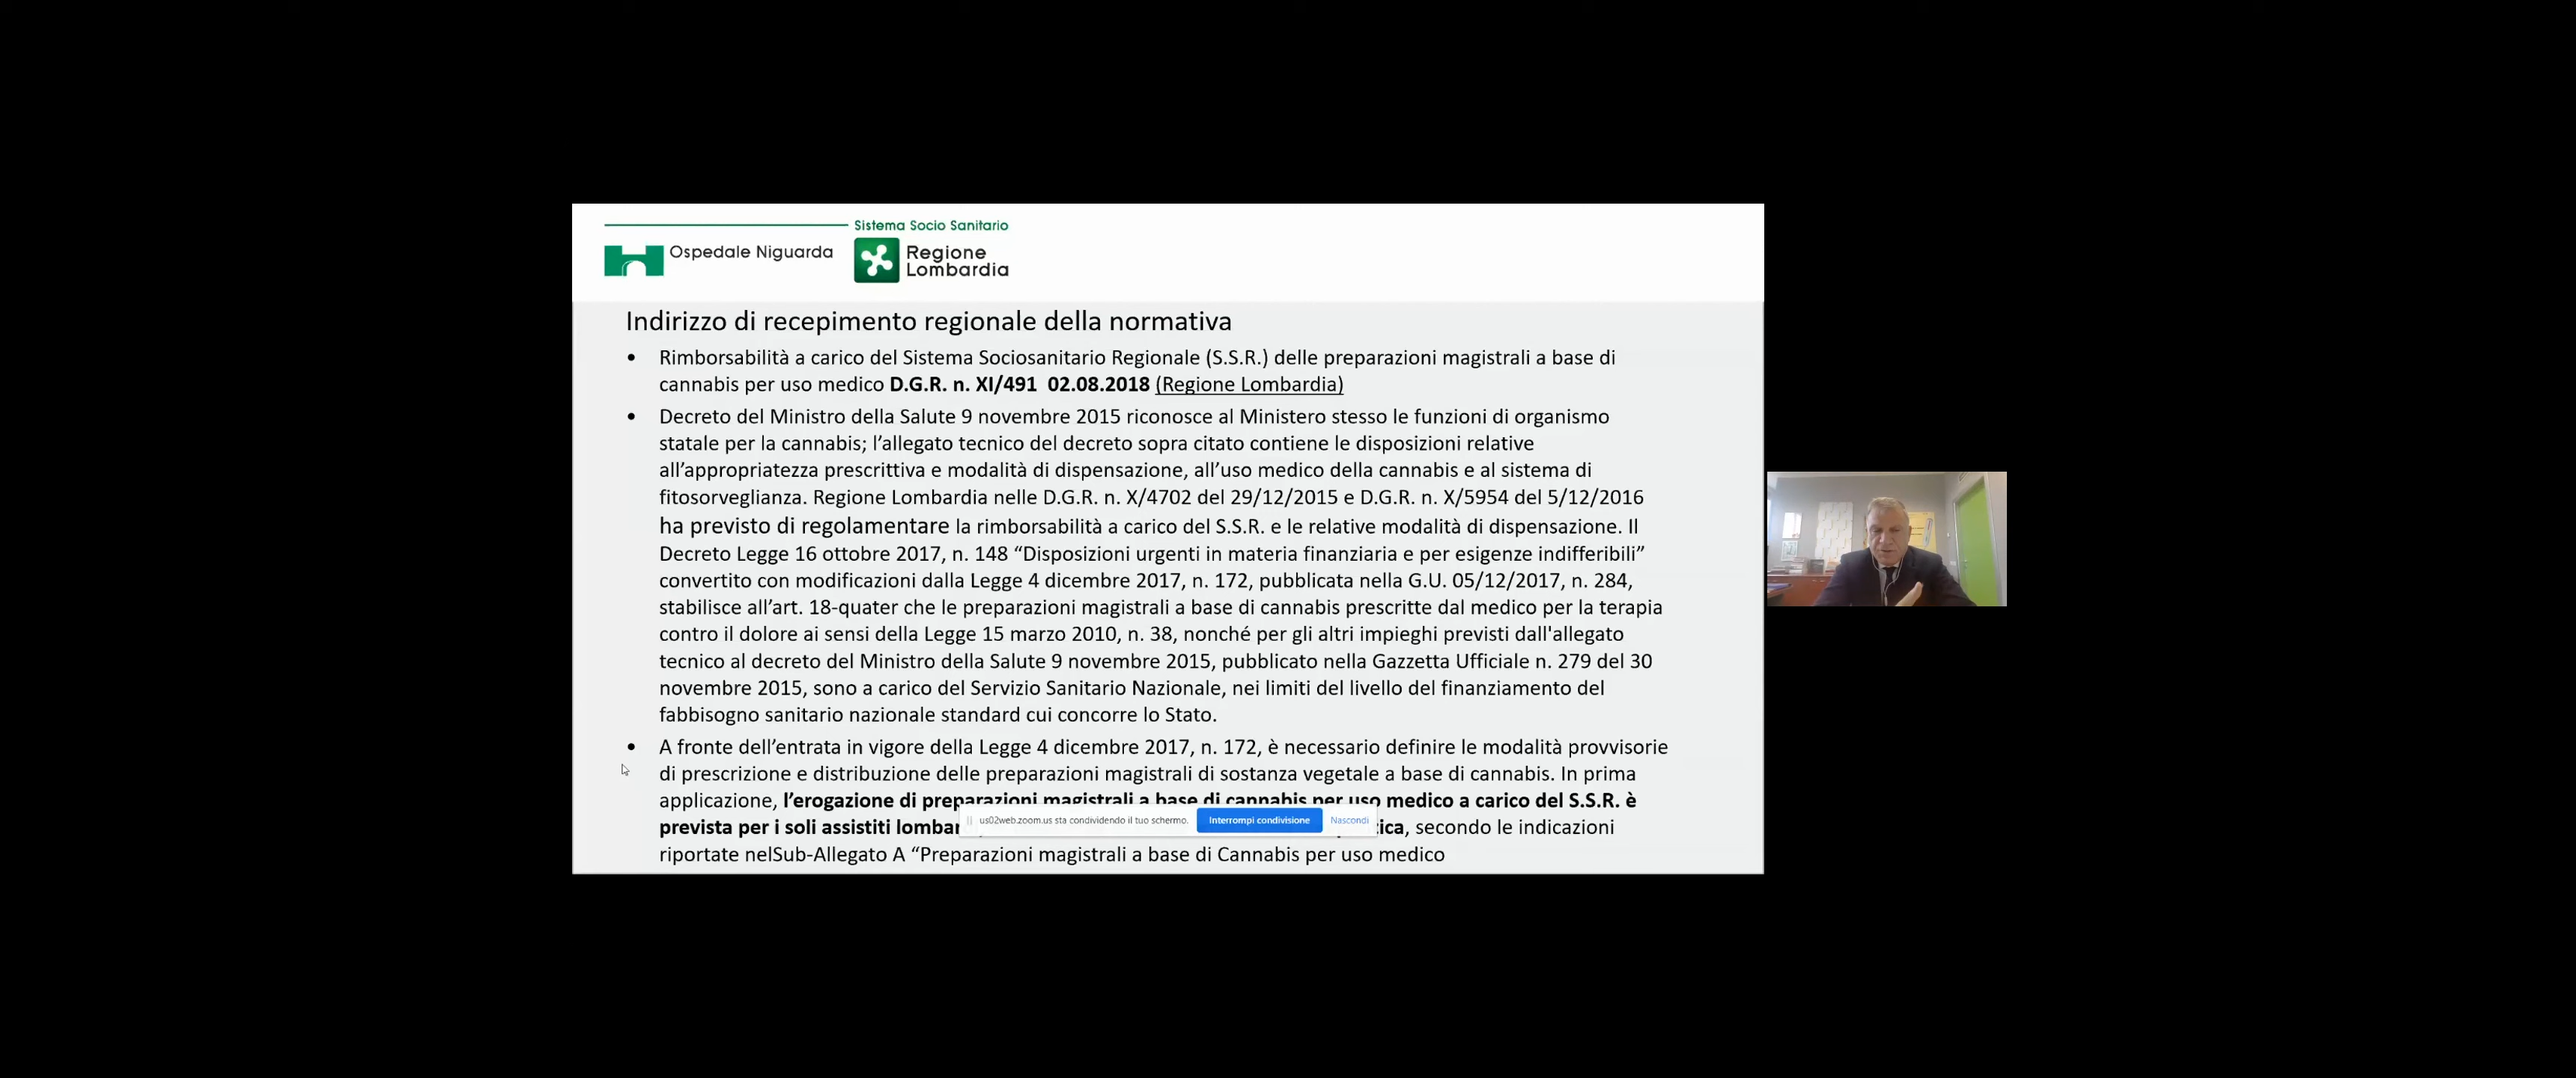 Sistema Socio Sanitario
Ospedale Niguarda
Regione
Lombardia
Indirizzo di recepimento regionale della normativa
• Rimborsabilità a carico del Sistema Sociosanitario Regionale (S.S.R.) delle preparazioni magistrali a base di
cannabis per uso medico D.G.R. n. XI/491 02.08.2018 (Regione Lombardia)
• Decreto del Ministro della Salute 9 novembre 2015 riconosce al Ministero stesso le funzioni di organismo
statale per la cannabis; l’allegato tecnico del decreto sopra citato contiene le disposizioni relative
all’appropriatezza prescrittiva e modalità di dispensazione, all’uso medico della cannabis e al sistema di
fitosorveglianza. Regione Lombardia nelle D.G.R. n. X/4702 del 29/12/2015 e D.G.R. n. X/5954 del 5/12/2016
ha previsto di regolamentare la rimborsabilità a carico del S.S.R. e le relative modalità di dispensazione. Il
Decreto Legge 16 ottobre 2017, n. 148 “Disposizioni urgenti in materia finanziaria e per esigenze indifferibili”
convertito con modificazioni dalla Legge 4 dicembre 2017, n. 172, pubblicata nella G.U. 05/12/2017, n. 284,
stabilisce all’art. 18-quater che le preparazioni magistrali a base di cannabis prescritte dal medico per la terapia
contro il dolore ai sensi della Legge 15 marzo 2010, n. 38, nonché per gli altri impieghi previsti dall'allegato
tecnico al decreto del Ministro della Salute 9 novembre 2015, pubblicato nella Gazzetta Ufficiale n. 279 del 30
novembre 2015, sono a carico del Servizio Sanitario Nazionale, nei limiti del livello del finanziamento del
fabbisogno sanitario nazionale standard cui concorre lo Stato.
• A fronte dell’entrata in vigore della Legge 4 dicembre 2017, n. 172, è necessario definire le modalità provvisorie
di prescrizione e distribuzione delle preparazioni magistrali di sostanza vegetale a base di cannabis. In prima
applicazione, l’erogazione di preparazioni magistrali a base di cannabis per uso medico a carico del S.S.R. è
prevista per i soli assistiti secondo le indicazioni
us02web.zoom.us sta condividendo il tuo schermo. Interrompi condivisione Nascondi
riportate nelSub-Allegato A “Preparazioni magistrali a base di Cannabis per uso medico